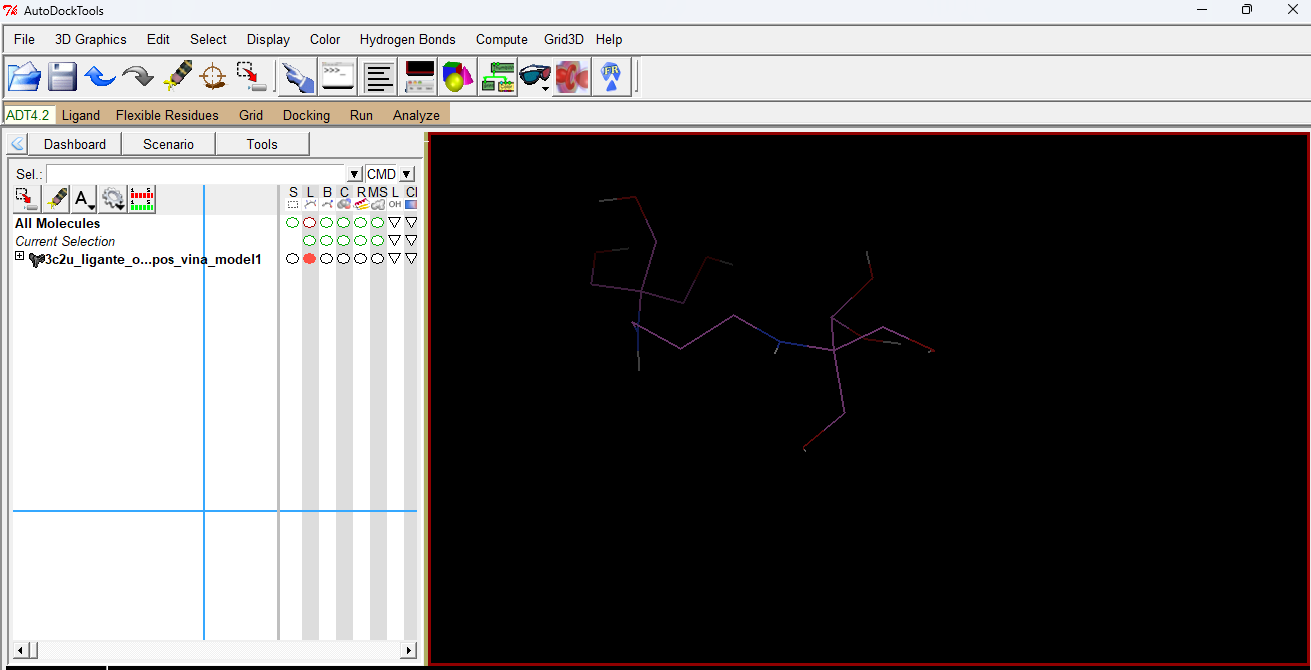 AutoDockTools
File 3D Graphics Edit Select Display Color Hydrogen Bonds Compute Grid3D Help
>>>_
ADT4.2 Ligand Flexible Residues Grid Docking Run Analyze
Dashboard Scenario Tools
Sel.: CMD
A S L B C R MS L Cl
OH
All Molecules
Current Selection
3c2u_ligante_o...pos_vina_model1